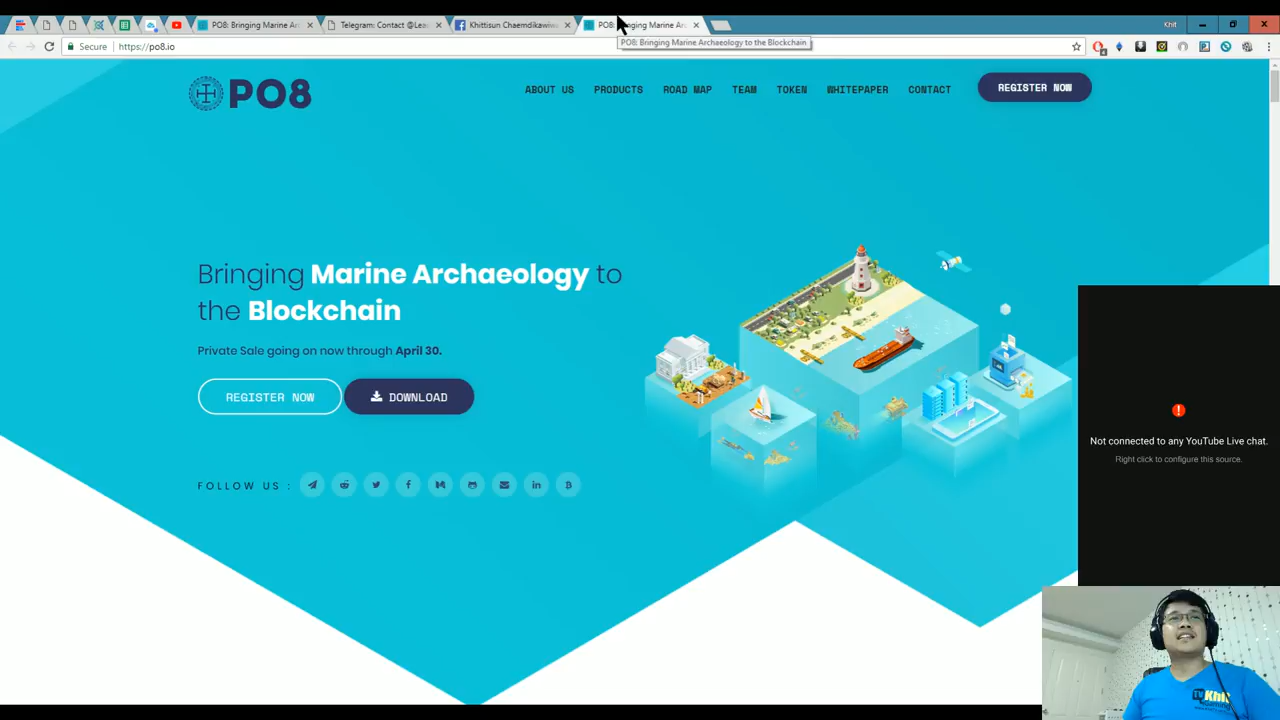 PO8: Bringing Marine Ar
Telegram: Contact @Lea
Khittisun Chaemdikawiw
PO8: Bringing Marine Ar
Khit
Secure
https://po8.io
PO8: Bringing Marine Archaeology to the Blockchain
PO8
ABOUT US
PRODUCTS
ROAD MAP
TEAM
TOKEN
WHITEPAPER
CONTACT
REGISTER NOW
Bringing Marine Archaeology to
the Blockchain
Private Sale going on now through April 30.
REGISTER NOW
DOWNLOAD
FOLLOW US :
Not connected to any YouTube Live chat.
Right click to configure this source.
Khit